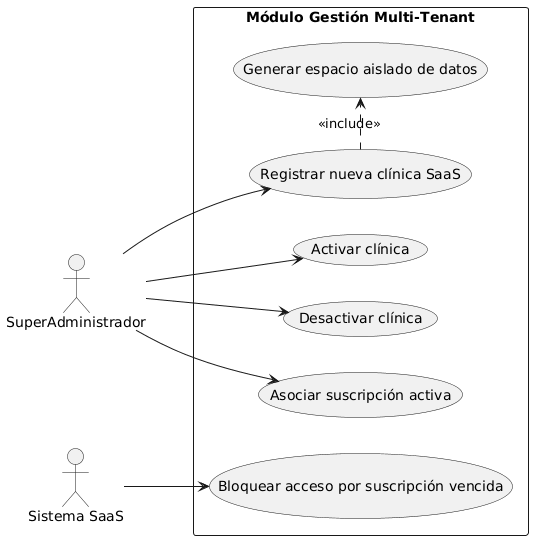 Módulo Gestión Multi-Tenant
Generar espacio aislado de datos
«include»
Registrar nueva clínica SaaS
Activar clínica
SuperAdministrador
Desactivar clínica
Asociar suscripción activa
Bloquear acceso por suscripción vencida
Sistema SaaS